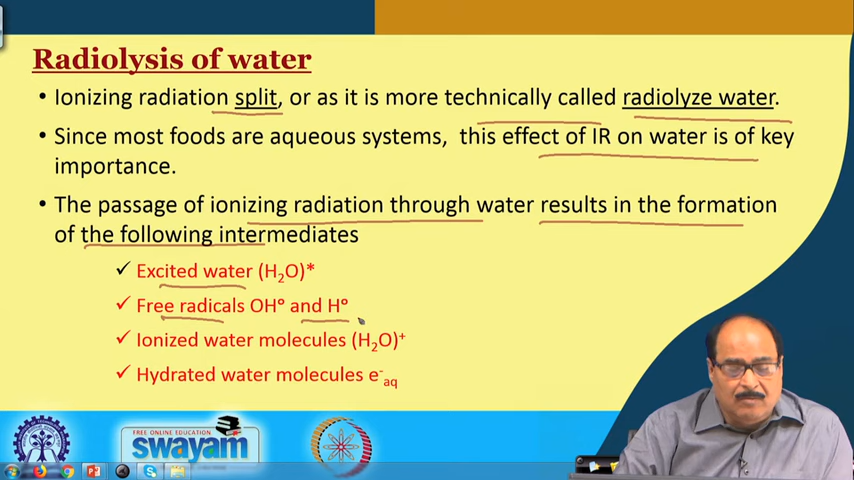 Radiolysis of water
• Ionizing radiation split, or as it is more technically called radiolyze water.
• Since most foods are aqueous systems, this effect of IR on water is of key
importance.
• The passage of ionizing radiation through water results in the formation
of the following intermediates
✓ Excited water (H₂O)*
✓ Free radicals OH° and H°
✓ Ionized water molecules (H₂O)⁺
✓ Hydrated water molecules e⁻aq
FREE ONLINE EDUCATION
swayam